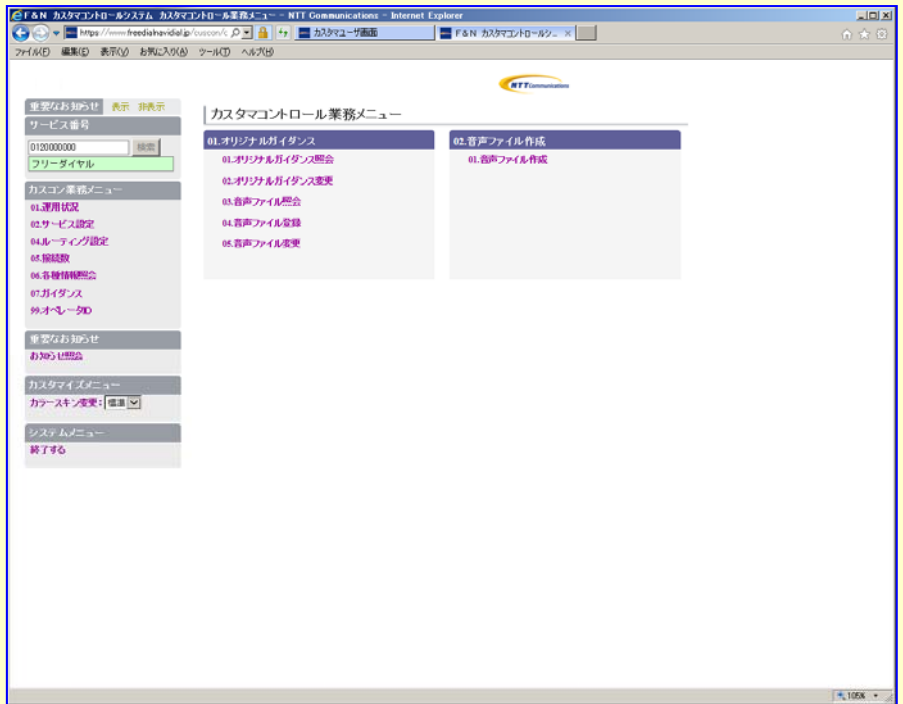 F&N カスタマコントロールシステム カスタマコントロール業務メニュー - NTT Communications - Internet Explorer
https://www.freedialnavidial.jp/cuscon/c
カスタマユーザ画面
F&N カスタマコントロールシ...
ファイル(F) 編集(E) 表示(V) お気に入り(A) ツール(T) ヘルプ(H)
NTT Communications
重要なお知らせ 表示 非表示
カスタマコントロール業務メニュー
サービス番号
0120000000 検索
フリーダイヤル
01.オリジナルガイダンス
01.オリジナルガイダンス照会
02.オリジナルガイダンス変更
03.音声ファイル照会
04.音声ファイル登録
05.音声ファイル変更
02.音声ファイル作成
01.音声ファイル作成
カスコン業務メニュー
01.運用状況
02.サービス設定
04.ルーティング設定
05.接続数
06.各種情報照会
07.ガイダンス
99.オペレータID
重要なお知らせ
お知らせ照会
カスタマイズメニュー
カラースキン変更: 標準
システムメニュー
終了する
105%